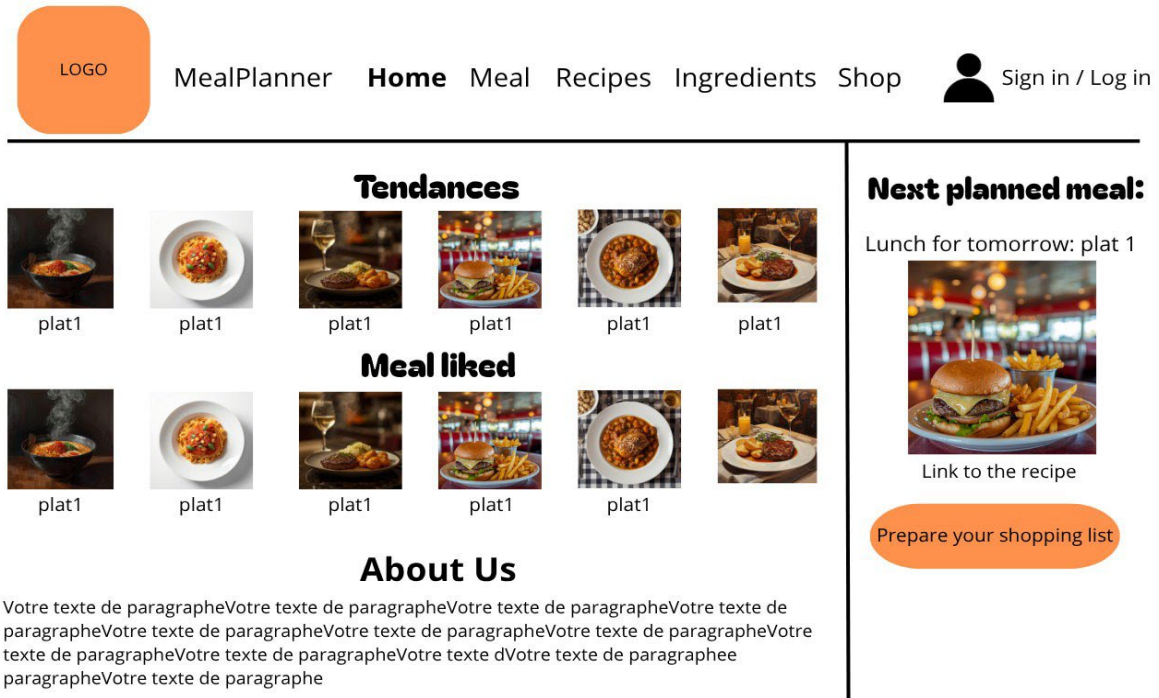 LOGO
MealPlanner Home Meal Recipes Ingredients Shop Sign in / Log in
Tendances
plat1 plat1 plat1 plat1 plat1 plat1
Meal liked
plat1 plat1 plat1 plat1 plat1
About Us
Votre texte de paragrapheVotre texte de paragrapheVotre texte de paragrapheVotre texte de
paragrapheVotre texte de paragrapheVotre texte de paragrapheVotre texte de paragrapheVotre
texte de paragrapheVotre texte de paragrapheVotre texte dVotre texte de paragraphee
paragrapheVotre texte de paragraphe
Next planned meal:
Lunch for tomorrow: plat 1
Link to the recipe
Prepare your shopping list